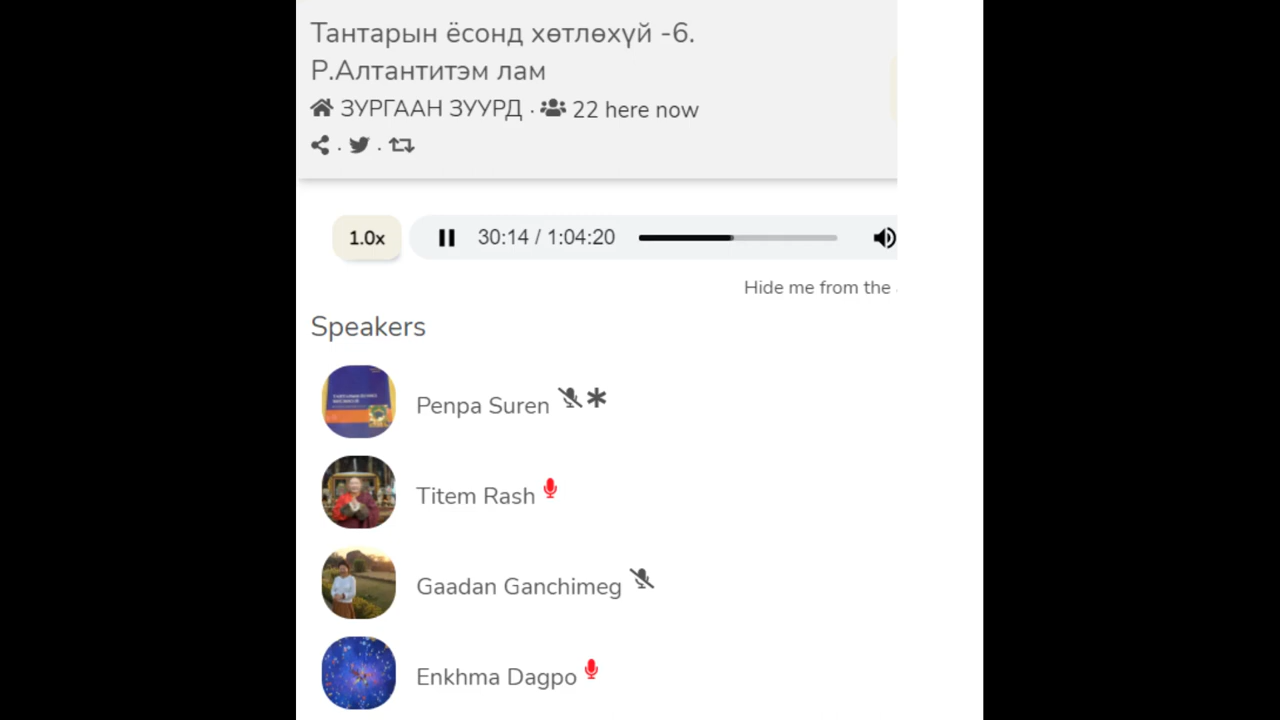 Тантарын ёсонд хөтлөхүй -6.
Р.Алтантитэм лам
ЗУРГААН ЗУУРД · 22 here now
1.0x 30:14 / 1:04:20
Hide me from the
Speakers
Penpa Suren
Titem Rash
Gaadan Ganchimeg
Enkhma Dagpo